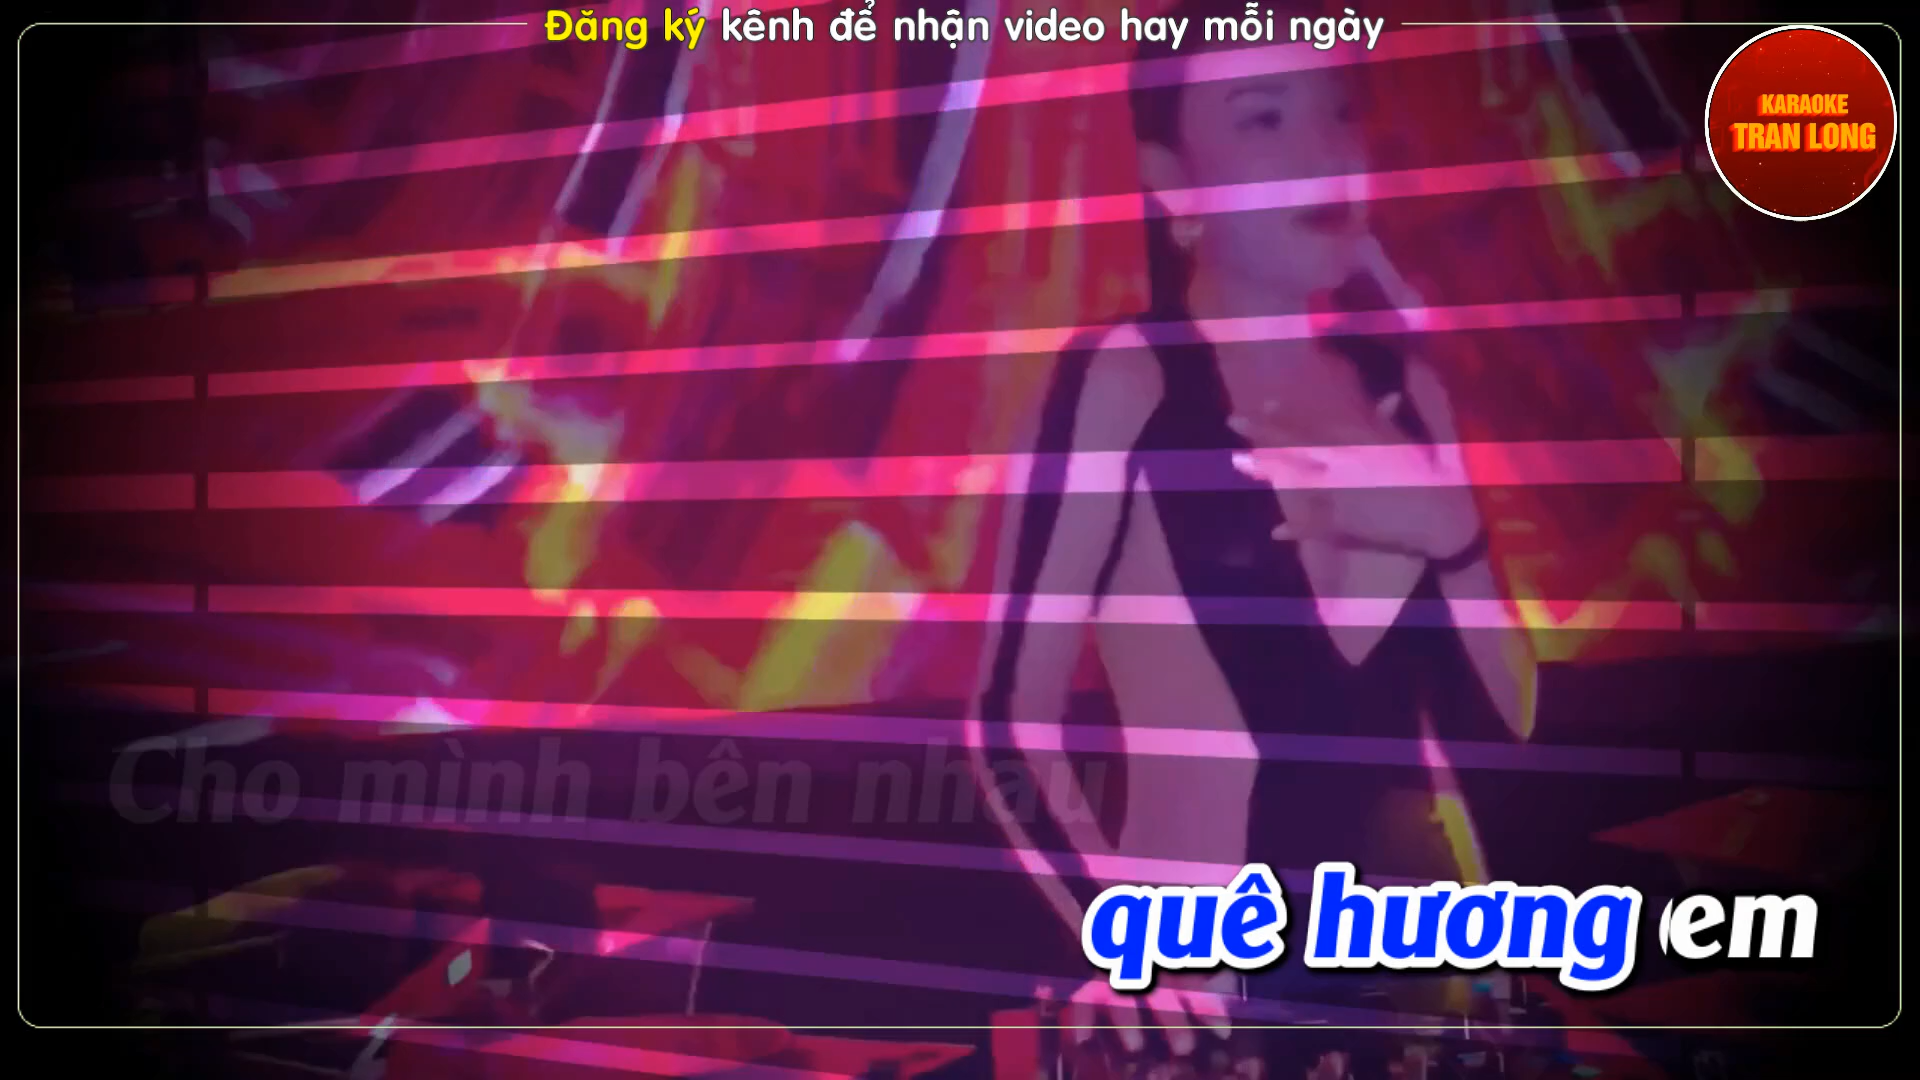 Đăng ký kênh để nhận video hay mỗi ngày
KARAOKE
TRAN LONG
Cho mình bên nhau
quê hương em